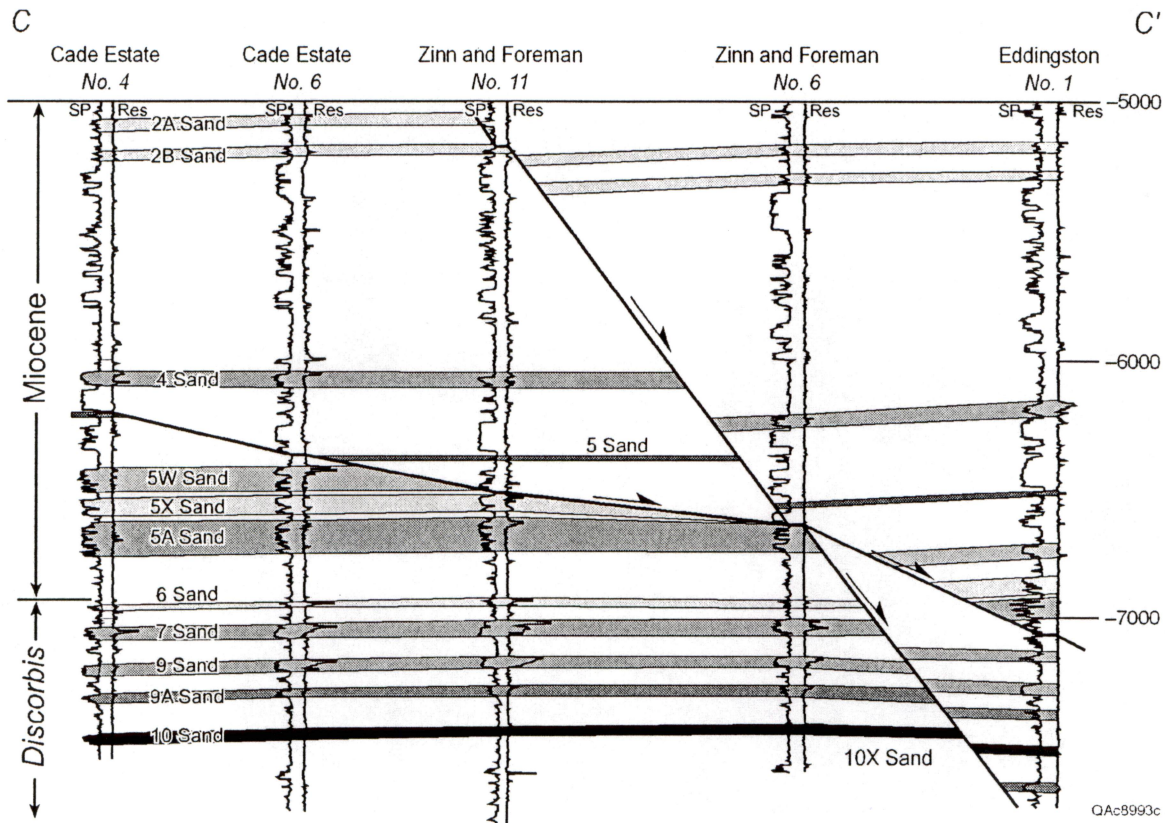 C C'
Cade Estate Cade Estate Zinn and Foreman Zinn and Foreman Eddingston
No. 4 No. 6 No. 11 No. 6 No. 1
SP Res SP Res SP Res SP Res SP Res –5000
2A Sand
2B Sand
Miocene
–6000
4 Sand
5 Sand
5W Sand
5X Sand
5A Sand
6 Sand
–7000
7 Sand
9 Sand
9A Sand
10 Sand
10X Sand
Discorbis
QAc8993c